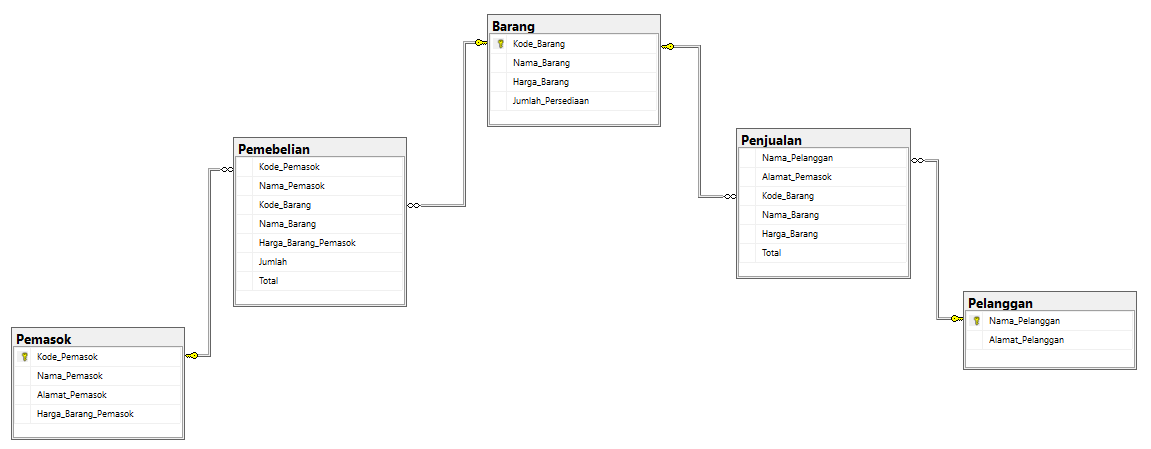 Barang
Kode_Barang
Nama_Barang
Harga_Barang
Jumlah_Persediaan
Pemebelian
Kode_Pemasok
Nama_Pemasok
Kode_Barang
Nama_Barang
Harga_Barang_Pemasok
Jumlah
Total
Penjualan
Nama_Pelanggan
Alamat_Pemasok
Kode_Barang
Nama_Barang
Harga_Barang
Total
Pemasok
Kode_Pemasok
Nama_Pemasok
Alamat_Pemasok
Harga_Barang_Pemasok
Pelanggan
Nama_Pelanggan
Alamat_Pelanggan